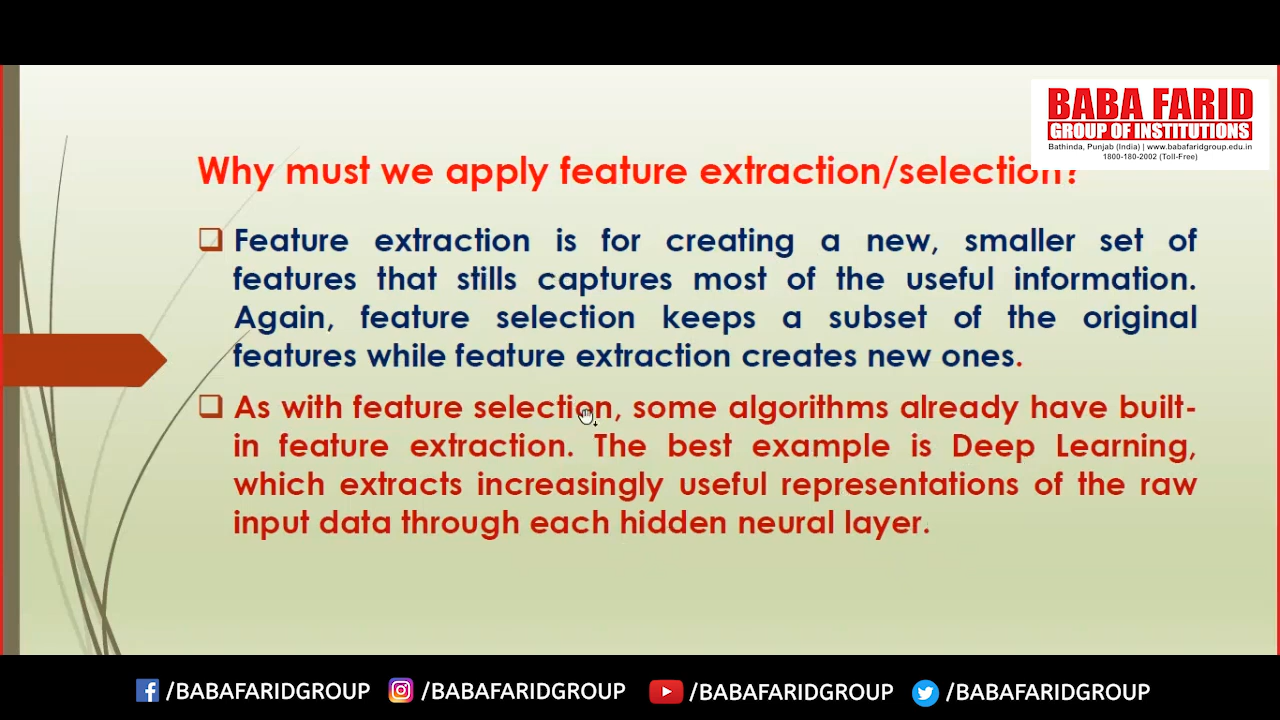 BABA FARID
GROUP OF INSTITUTIONS
Bathinda, Punjab (India) | www.babafaridgroup.edu.in
1800-180-2002 (Toll-Free)
Why must we apply feature extraction/selection?
Feature extraction is for creating a new, smaller set of
features that stills captures most of the useful information.
Again, feature selection keeps a subset of the original
features while feature extraction creates new ones.
As with feature selection, some algorithms already have built-
in feature extraction. The best example is Deep Learning,
which extracts increasingly useful representations of the raw
input data through each hidden neural layer.
/BABAFARIDGROUP /BABAFARIDGROUP /BABAFARIDGROUP /BABAFARIDGROUP